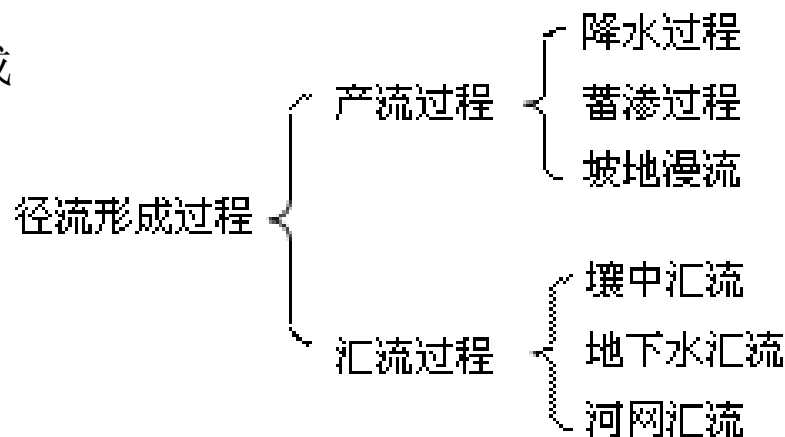 降水过程
产流过程
蓄渗过程
坡地漫流
径流形成过程
壤中汇流
汇流过程
地下水汇流
河网汇流